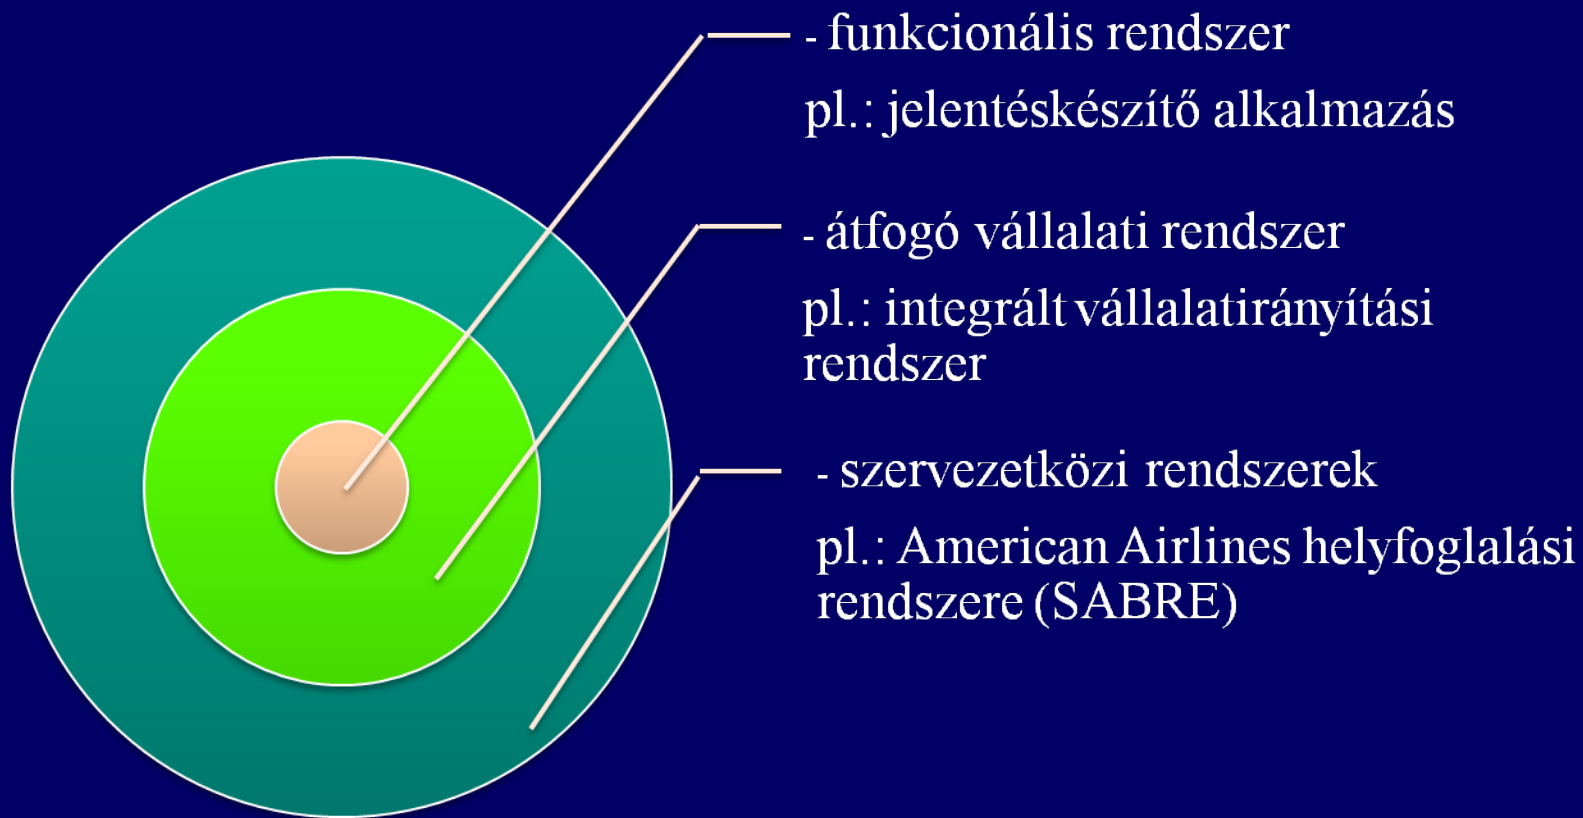 - funkcionális rendszer
pl.: jelentéskészítő alkalmazás
- átfogó vállalati rendszer
pl.: integrált vállalatirányítási
rendszer
- szervezetközi rendszerek
pl.: American Airlines helyfoglalási
rendszere (SABRE)